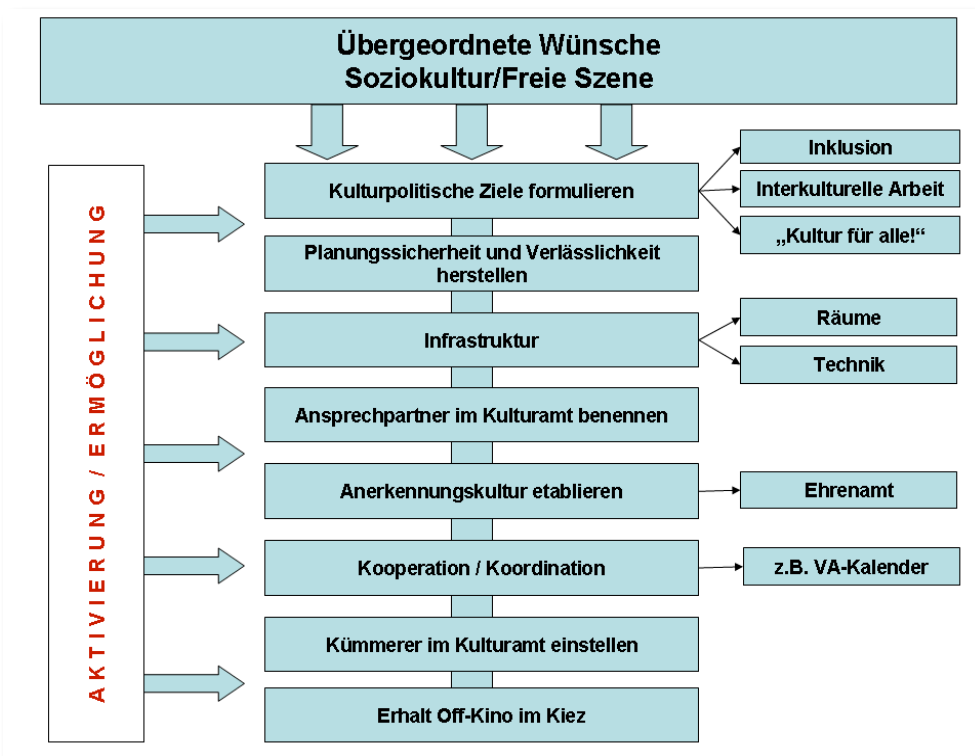 Übergeordnete Wünsche
Soziokultur/Freie Szene
AKTIVIERUNG / ERMÖGLICHUNG
Kulturpolitische Ziele formulieren
Inklusion
Interkulturelle Arbeit
„Kultur für alle!“
Planungssicherheit und Verlässlichkeit
herstellen
Infrastruktur
Räume
Technik
Ansprechpartner im Kulturamt benennen
Anerkennungskultur etablieren
Ehrenamt
Kooperation / Koordination
z.B. VA-Kalender
Kümmerer im Kulturamt einstellen
Erhalt Off-Kino im Kiez